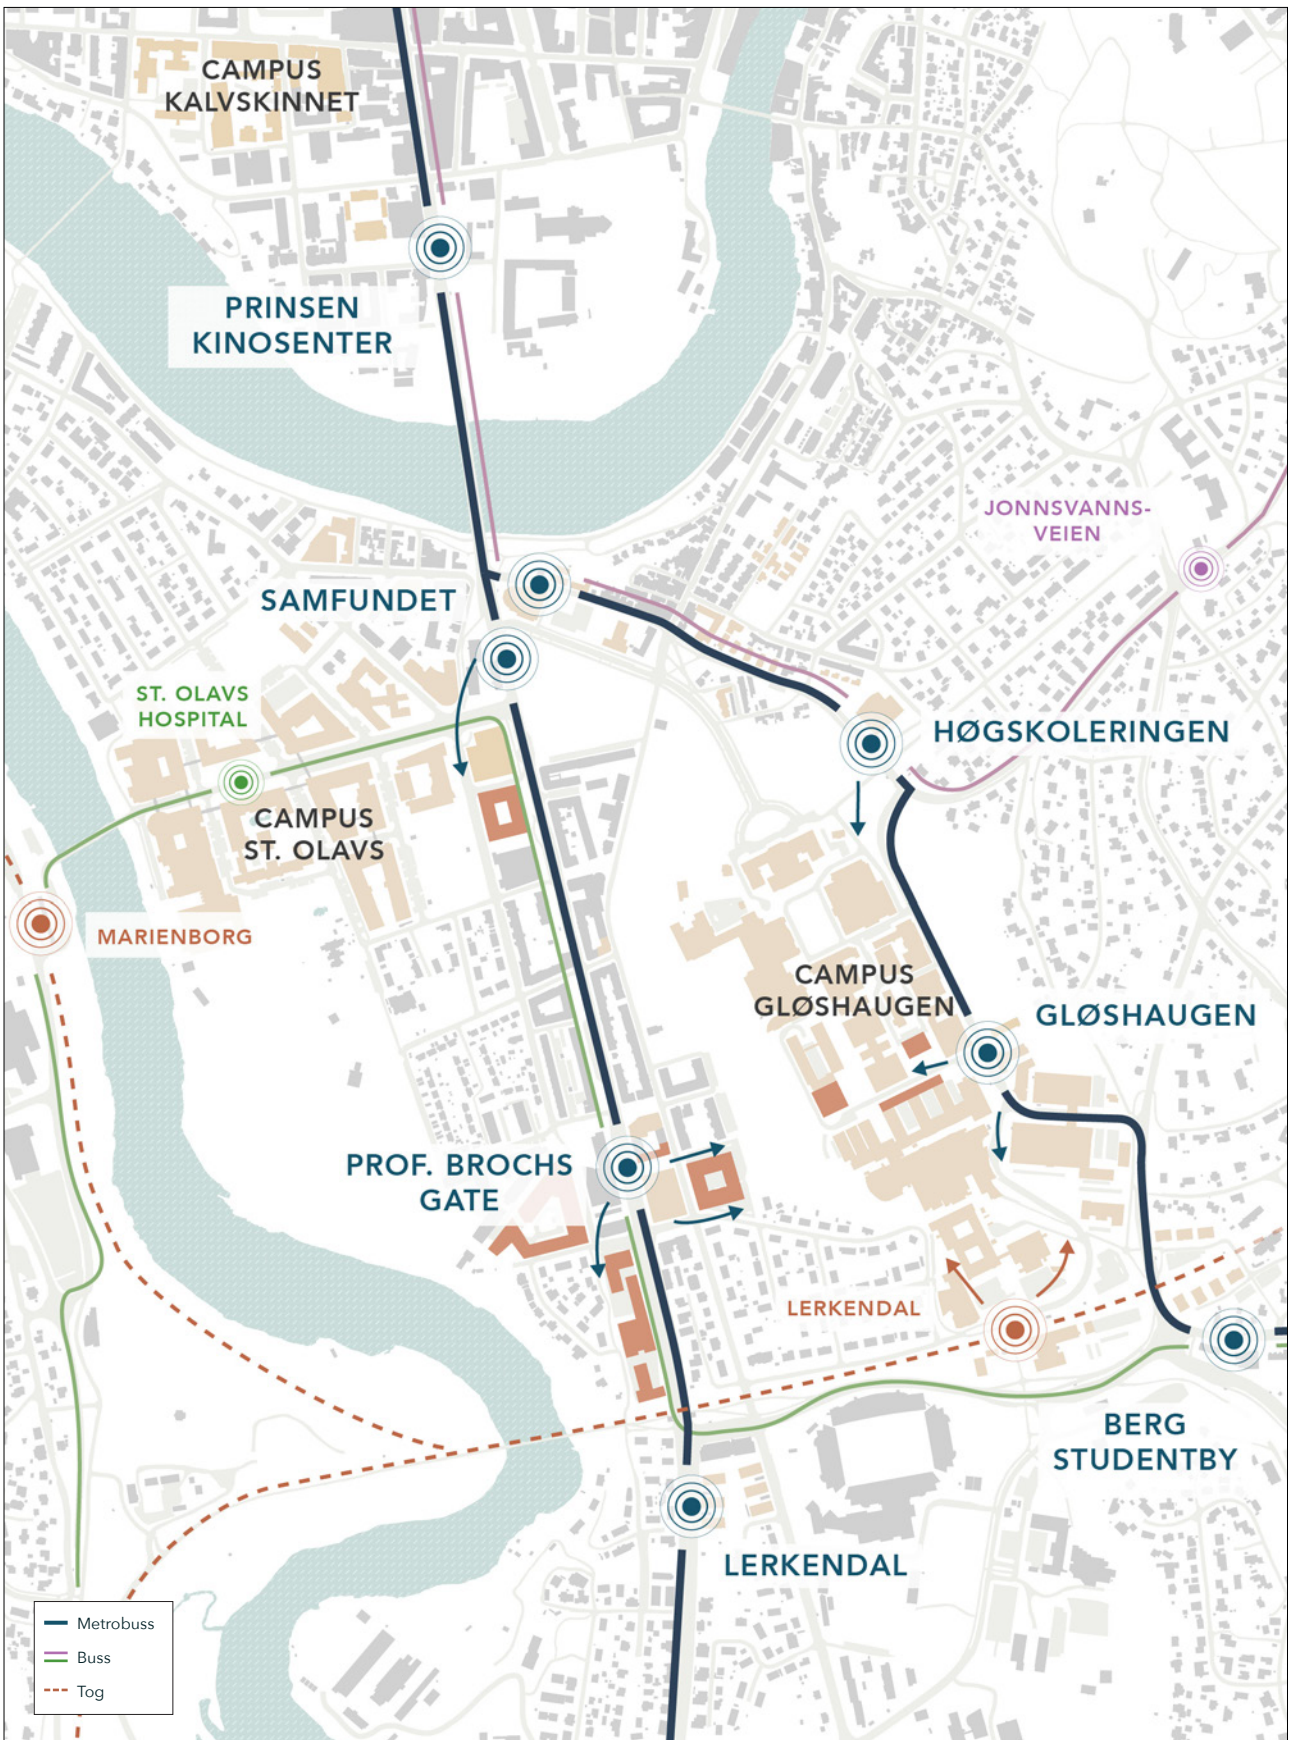 CAMPUS
KALVSKINNET
PRINSEN
KINOSENTER
JONNSVANNS-
VEIEN
SAMFUNDET
ST. OLAVS
HOSPITAL
HØGSKOLERINGEN
CAMPUS
ST. OLAVS
MARIENBORG
CAMPUS
GLØSHAUGEN
GLØSHAUGEN
PROF. BROCHS
GATE
LERKENDAL
BERG
STUDENTBY
LERKENDAL
Metrobuss
Buss
Tog